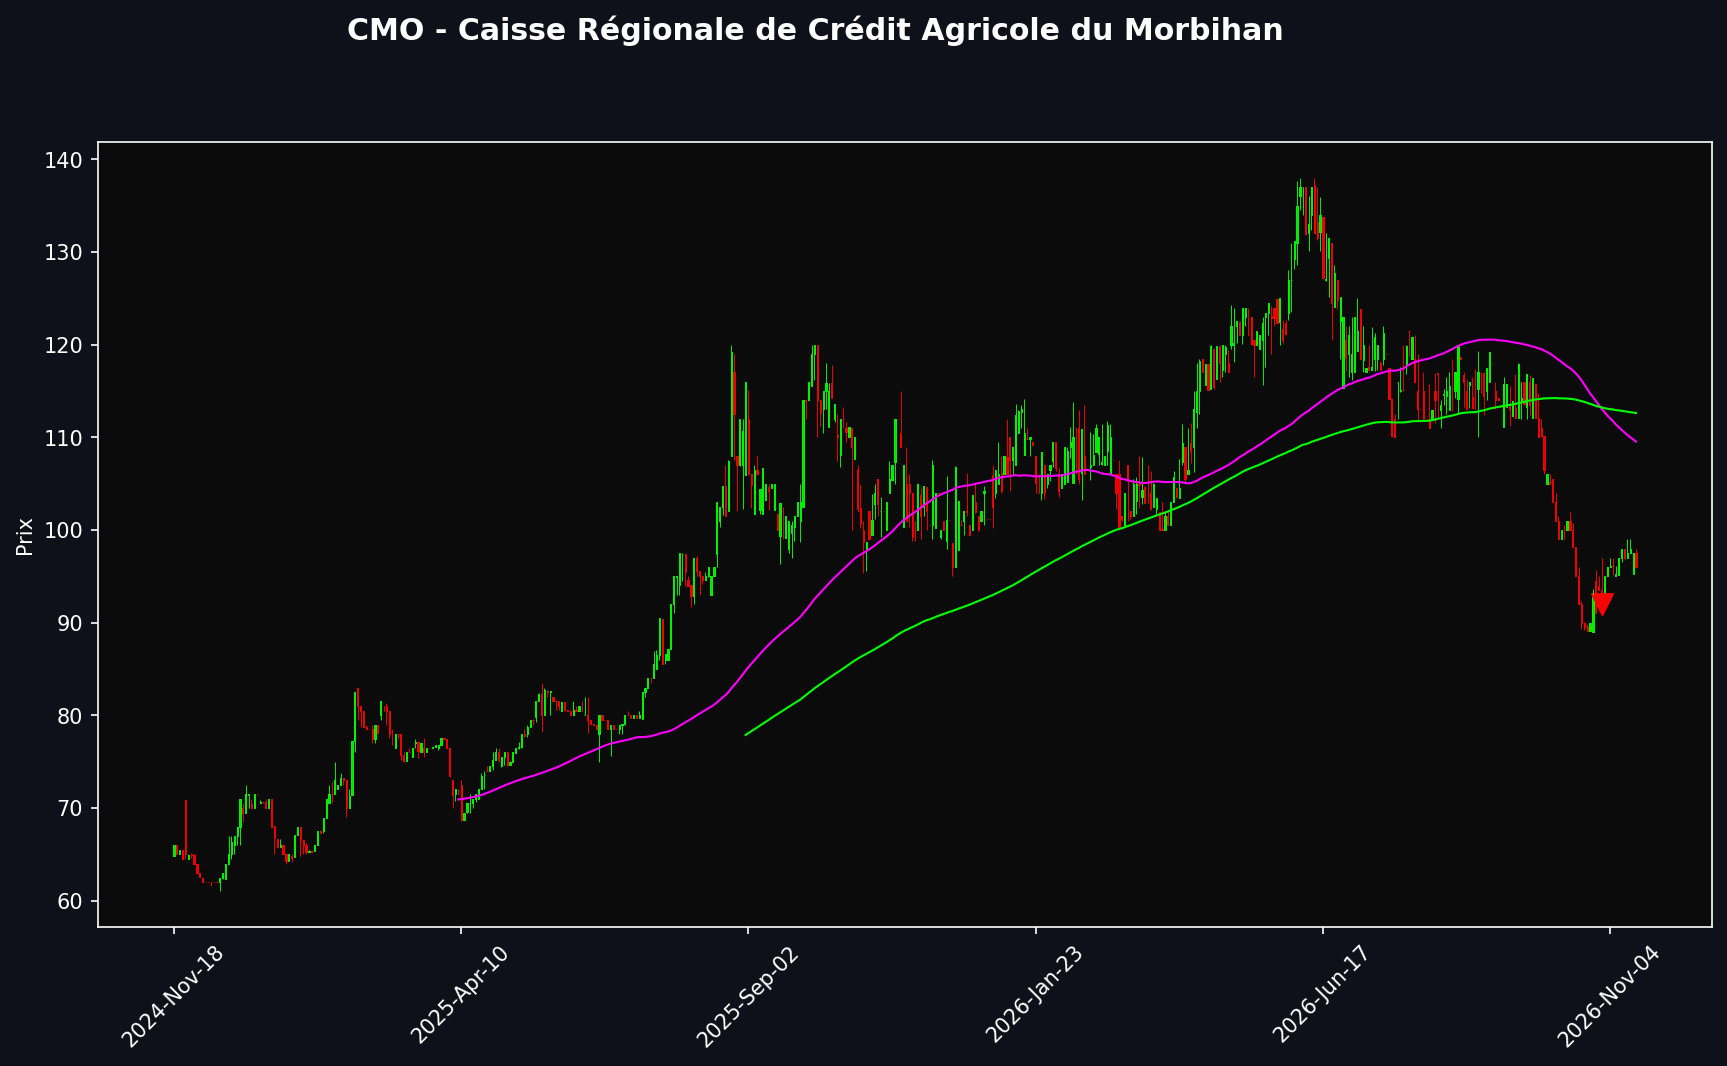 CMO - Caisse Régionale de Crédit Agricole du Morbihan
Prix
140
130
120
110
100
90
80
70
60
2024-Nov-18
2025-Apr-10
2025-Sep-02
2026-Jan-23
2026-Jun-17
2026-Nov-04